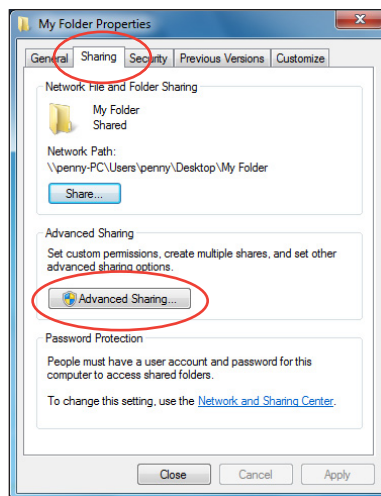 My Folder Properties
General Sharing Security Previous Versions Customize
Network File and Folder Sharing
My Folder
Shared
Network Path:
\\penny-PC\Users\penny\Desktop\My Folder
Share...
Advanced Sharing
Set custom permissions, create multiple shares, and set other
advanced sharing options.
Advanced Sharing...
Password Protection
People must have a user account and password for this
computer to access shared folders.
To change this setting, use the Network and Sharing Center.
Close Cancel Apply